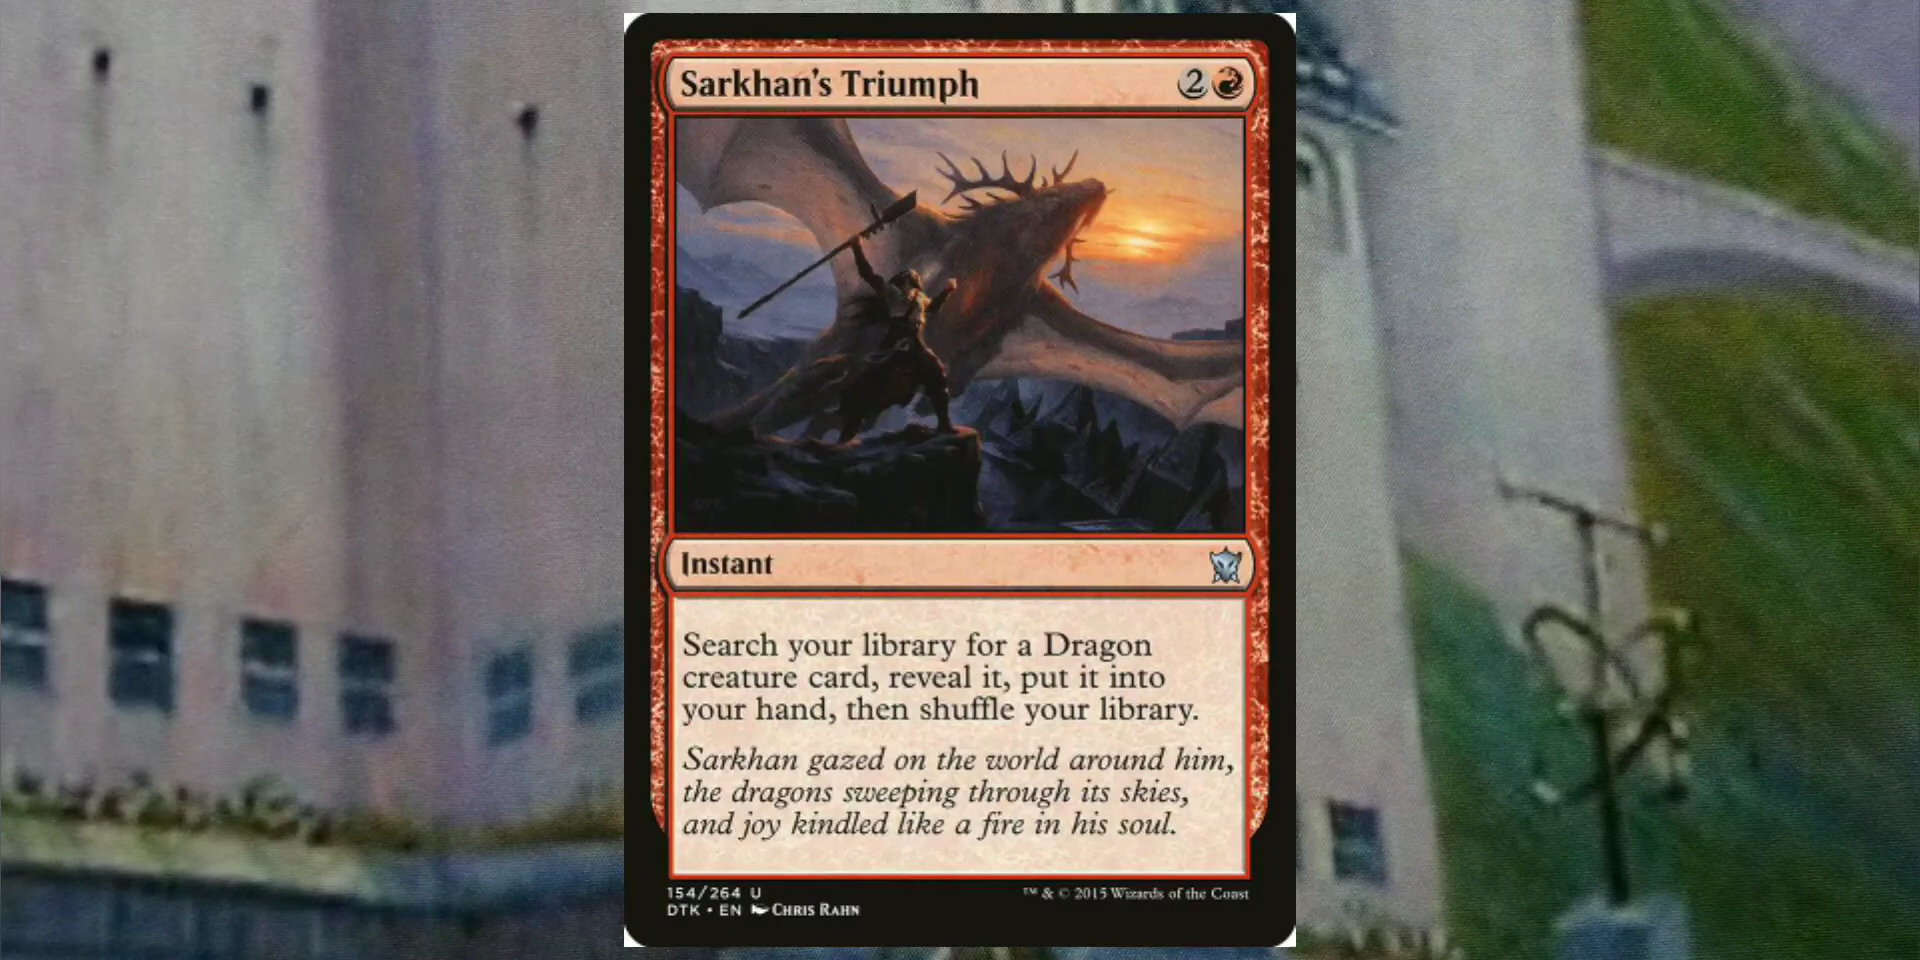 Sarkhan's Triumph
2
Instant
Search your library for a Dragon
creature card, reveal it, put it into
your hand, then shuffle your library.
Sarkhan gazed on the world around him,
the dragons sweeping through its skies,
and joy kindled like a fire in his soul.
154/264 U
™ & © 2015 Wizards of the Coast
DTK • EN Chris Rahn